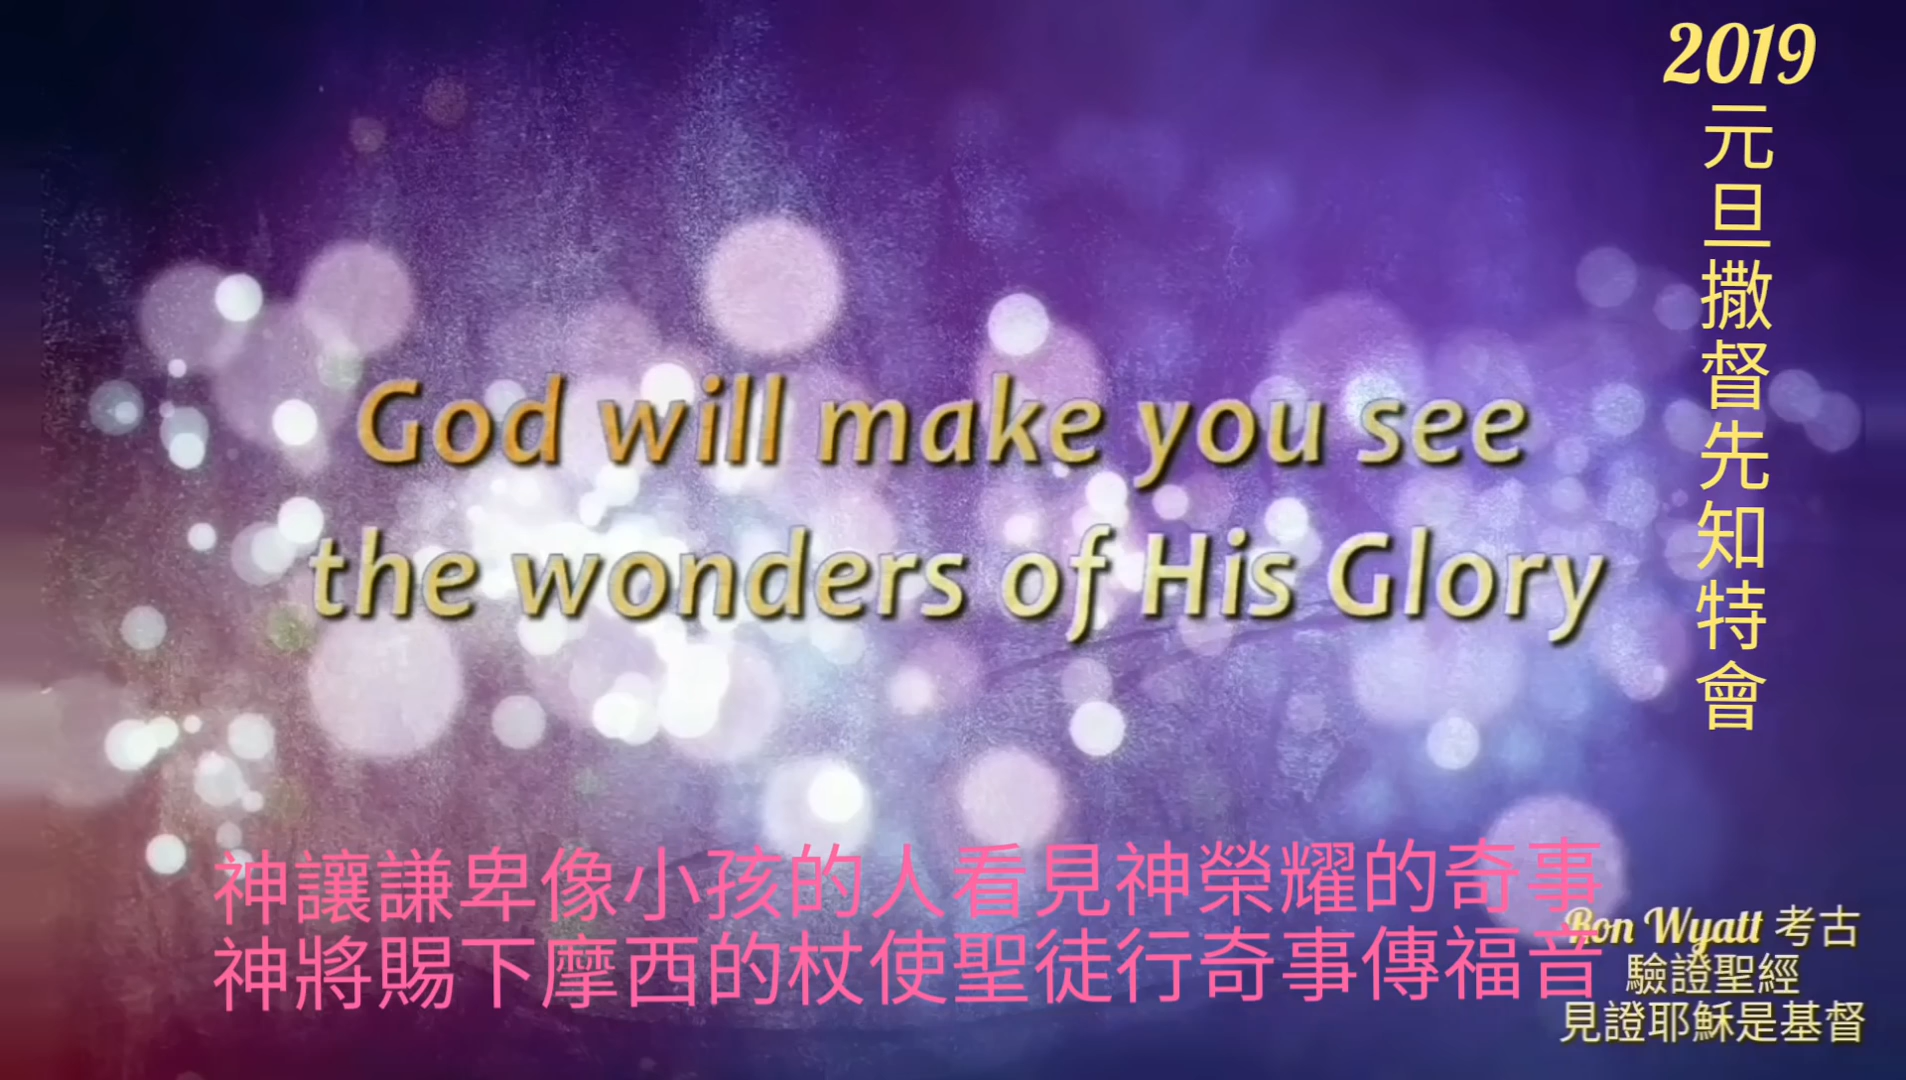 God will make you see
the wonders of His Glory
2019
元旦撒督先知特會
神讓謙卑像小孩的人看見神榮耀的奇事
神將賜下摩西的杖使聖徒行奇事傳福音
Ron Wyatt 考古
驗證聖經
見證耶穌是基督